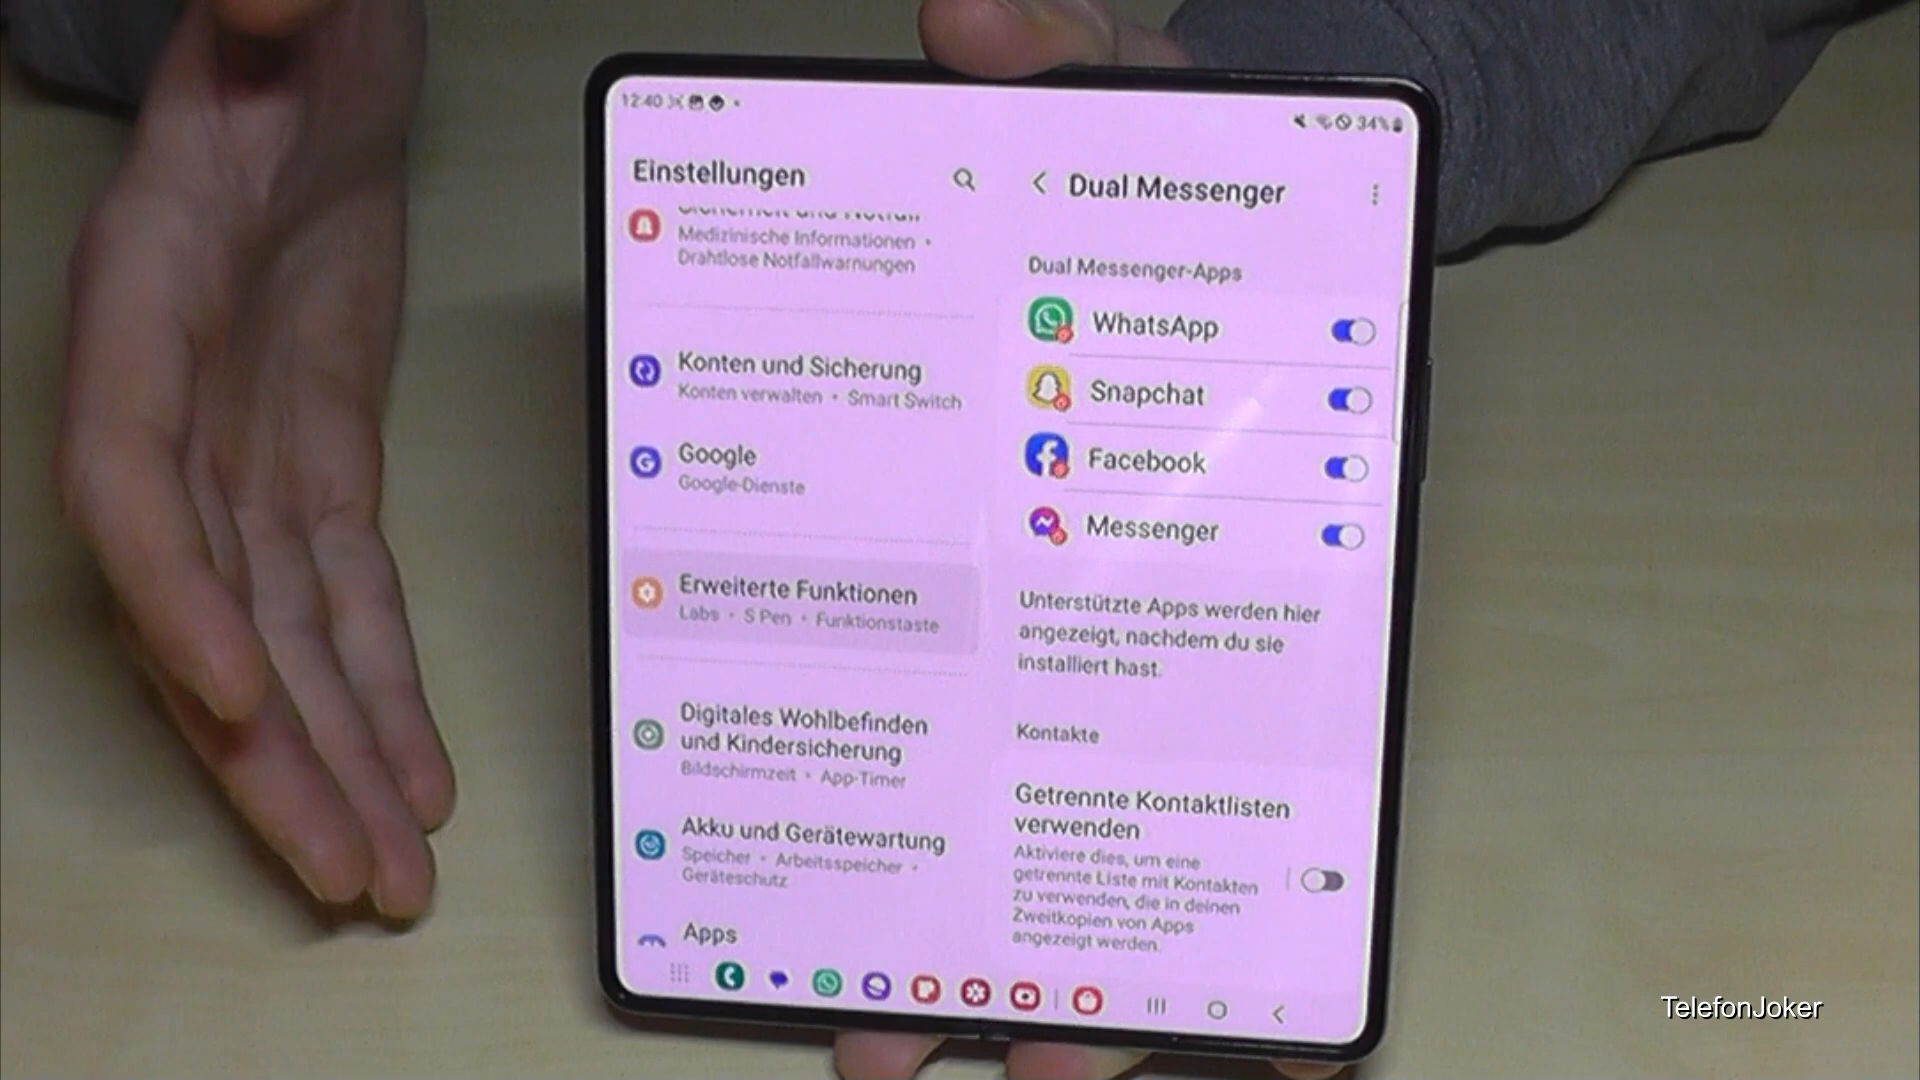 12:40
34%
Einstellungen
Medizinische Informationen •
Drahtlose Notfallwarnungen
Konten und Sicherung
Konten verwalten • Smart Switch
Google
Google-Dienste
Erweiterte Funktionen
Labs • S Pen • Funktionstaste
Digitales Wohlbefinden
und Kindersicherung
Bildschirmzeit • App-Timer
Akku und Gerätewartung
Speicher • Arbeitsspeicher •
Geräteschutz
Apps
Dual Messenger
Dual Messenger-Apps
WhatsApp
Snapchat
Facebook
Messenger
Unterstützte Apps werden hier
angezeigt, nachdem du sie
installiert hast.
Kontakte
Getrennte Kontaktlisten
verwenden
Aktiviere dies, um eine
getrennte Liste mit Kontakten
zu verwenden, die in deinen
Zweitkopien von Apps
angezeigt werden.
TelefonJoker